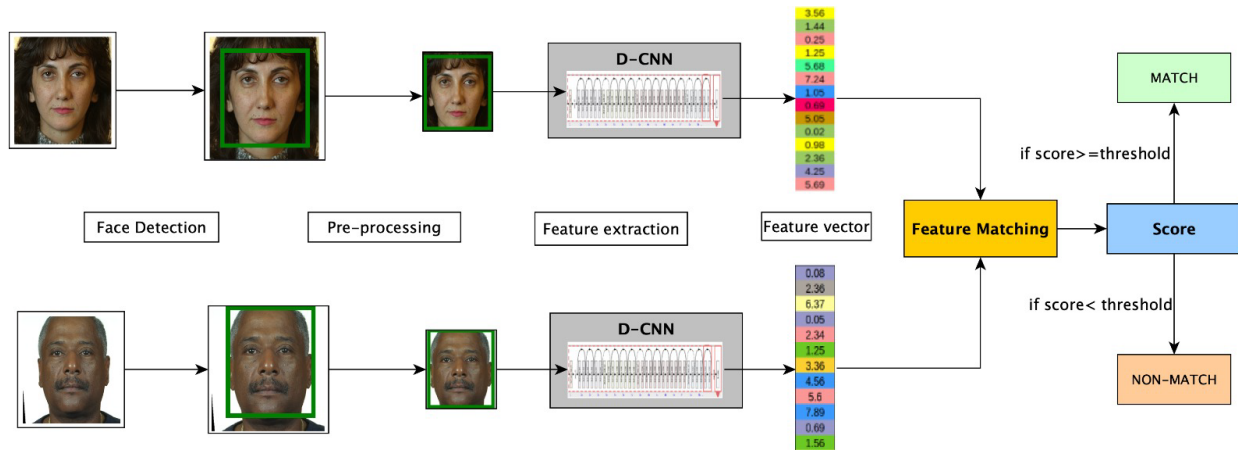 D-CNN
3.56
1.44
0.25
1.25
5.68
7.24
1.05
0.69
5.05
0.02
0.98
2.36
4.25
5.69
MATCH
if score>=threshold
Face Detection
Pre-processing
Feature extraction
Feature vector
Feature Matching
Score
D-CNN
0.08
2.36
6.37
0.05
2.34
1.25
3.36
4.56
5.6
7.89
0.69
1.56
if score< threshold
NON-MATCH